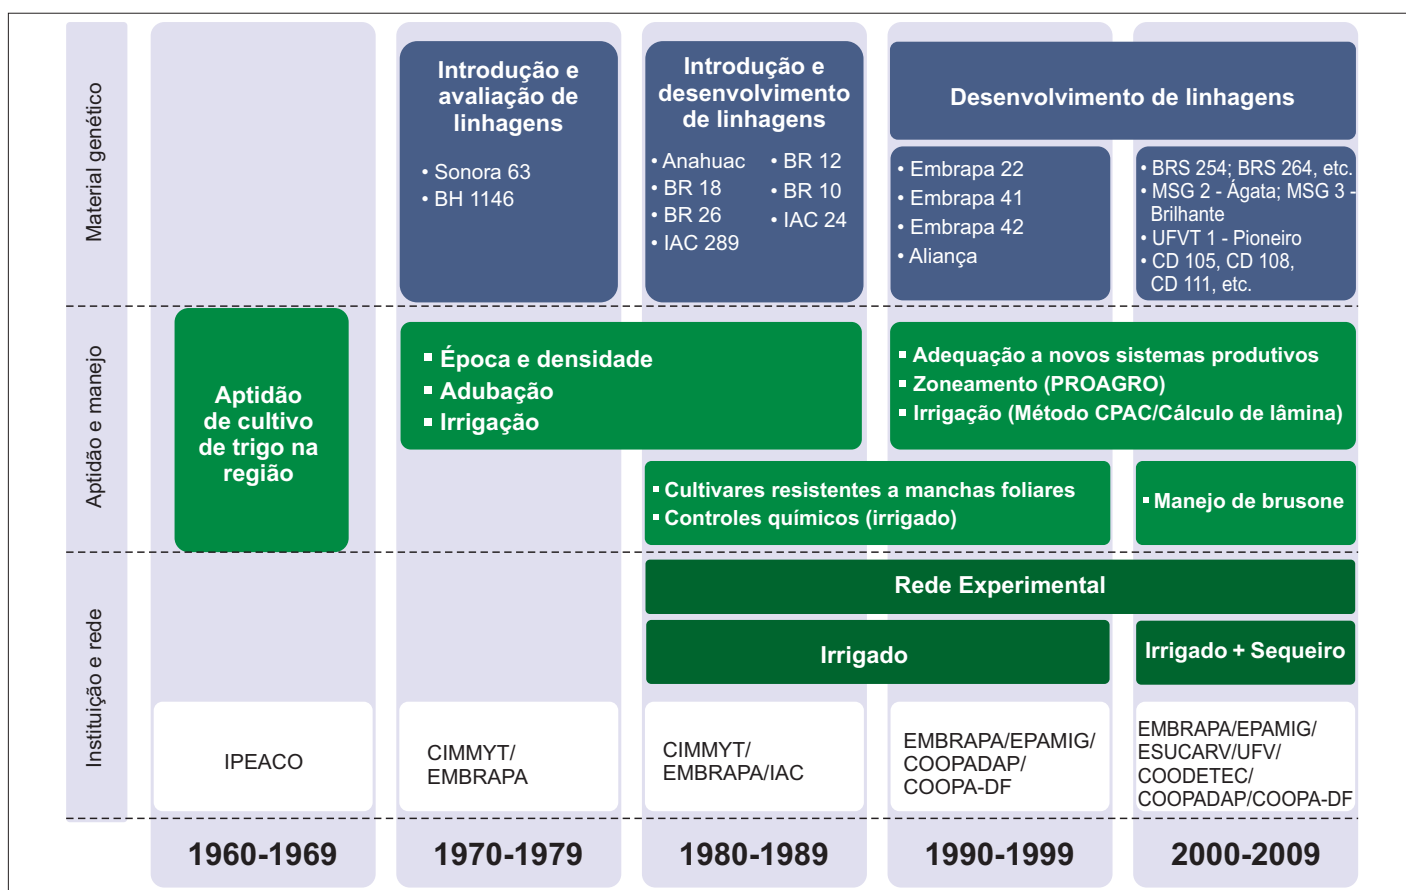 Material genético
Introdução e
avaliação de
linhagens
• Sonora 63
• BH 1146
Introdução e
desenvolvimento
de linhagens
• Anahuac
• BR 18
• BR 26
• IAC 289
• BR 12
• BR 10
• IAC 24
Desenvolvimento de linhagens
• Embrapa 22
• Embrapa 41
• Embrapa 42
• Aliança
• BRS 254; BRS 264, etc.
• MSG 2 - Ágata; MSG 3 -
Brilhante
• UFVT 1 - Pioneiro
• CD 105, CD 108,
CD 111, etc.
Aptidão e manejo
Aptidão
de cultivo
de trigo na
região
▪ Época e densidade
▪ Adubação
▪ Irrigação
▪ Adequação a novos sistemas produtivos
▪ Zoneamento (PROAGRO)
▪ Irrigação (Método CPAC/Cálculo de lâmina)
▪ Cultivares resistentes a manchas foliares
▪ Controles químicos (irrigado)
▪ Manejo de brusone
Instituição e rede
Rede Experimental
Irrigado
Irrigado + Sequeiro
IPEACO
CIMMYT/
EMBRAPA
CIMMYT/
EMBRAPA/IAC
EMBRAPA/EPAMIG/
COOPADAP/
COOPA-DF
EMBRAPA/EPAMIG/
ESUCARV/UFV/
COODETEC/
COOPADAP/COOPA-DF
1960-1969
1970-1979
1980-1989
1990-1999
2000-2009